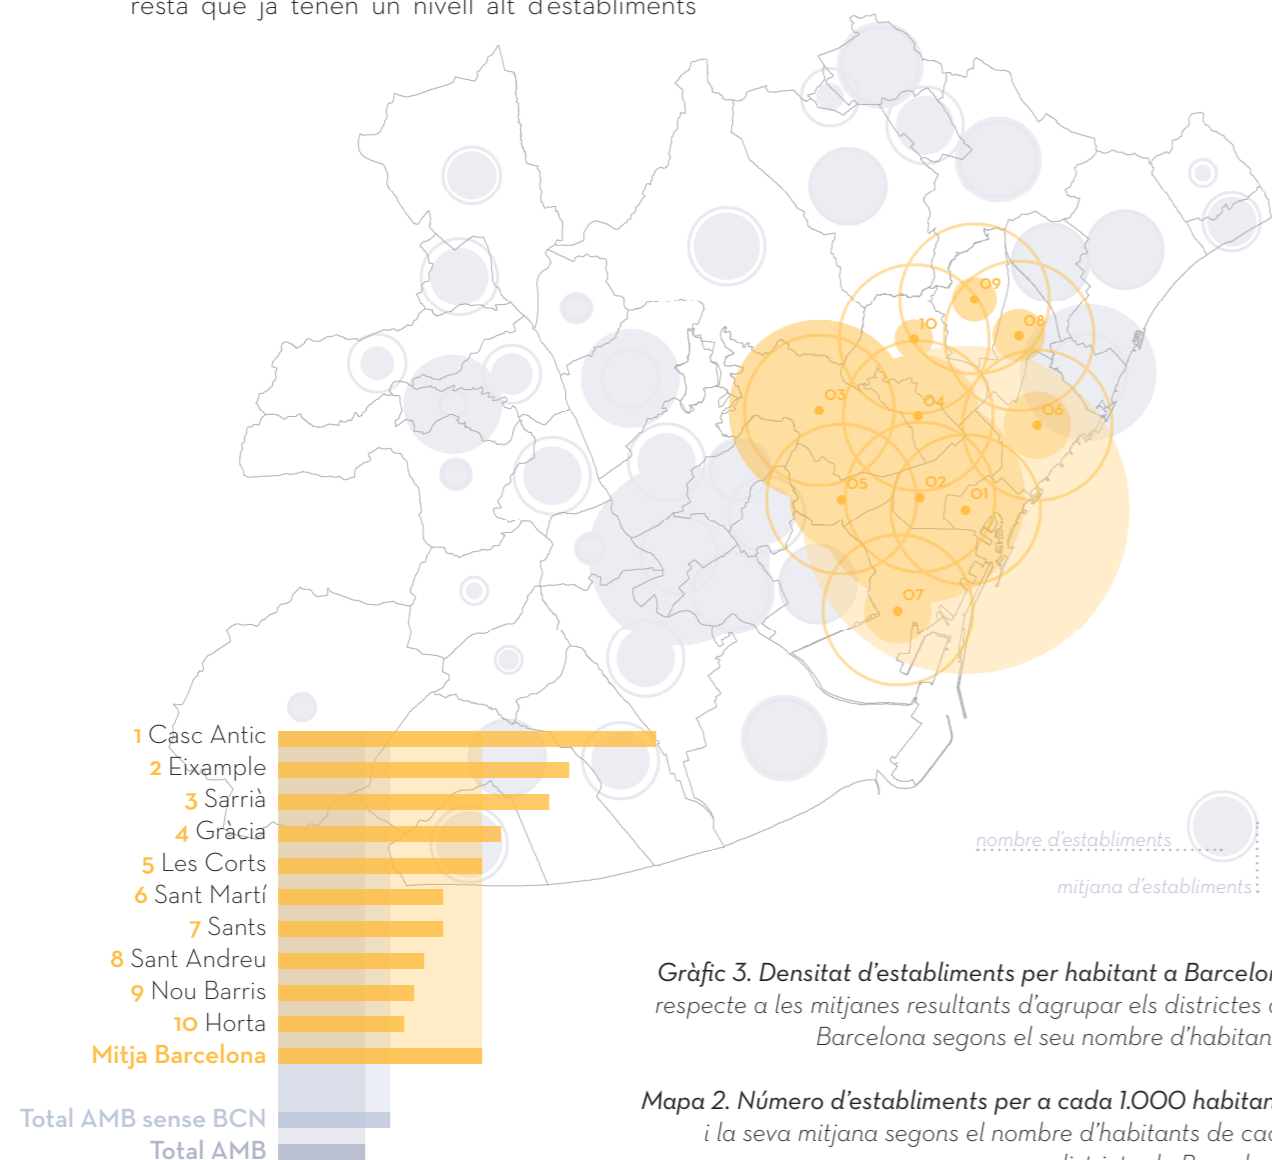 resta que ja tenen un nivell alt d'establiments
09
10
08
03
04
06
05
02
01
07
1 Casc Antic
2 Eixample
3 Sarrià
4 Gràcia
5 Les Corts
6 Sant Martí
7 Sants
8 Sant Andreu
9 Nou Barris
10 Horta
Mitja Barcelona
Total AMB sense BCN
Total AMB
nombre d'establiments
mitjana d'establiments
Gràfic 3. Densitat d'establiments per habitant a
respecte a les mitjanes resultants d'agrupar els districtes
Barcelona segons el seu nombre
Mapa 2. Número d'establiments per a cada 1.000
i la seva mitjana segons el nombre d'habitants de